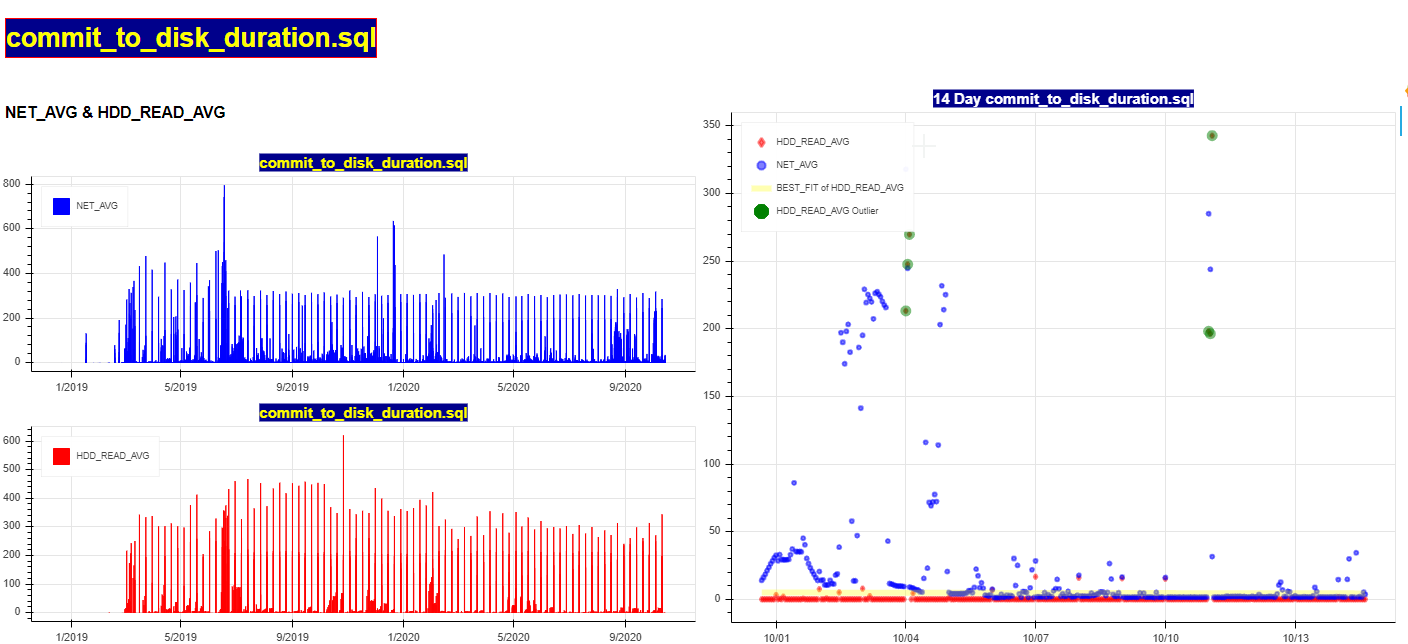 commit_to_disk_duration.sql
NET_AVG & HDD_READ_AVG
commit_to_disk_duration.sql
800
600
400
200
0
NET_AVG
1/2019 5/2019 9/2019 1/2020 5/2020 9/2020
commit_to_disk_duration.sql
600
500
400
300
200
100
0
HDD_READ_AVG
1/2019 5/2019 9/2019 1/2020 5/2020 9/2020
14 Day commit_to_disk_duration.sql
350
300
250
200
150
100
50
0
HDD_READ_AVG
NET_AVG
BEST_FIT of HDD_READ_AVG
HDD_READ_AVG Outlier
10/01 10/04 10/07 10/10 10/13